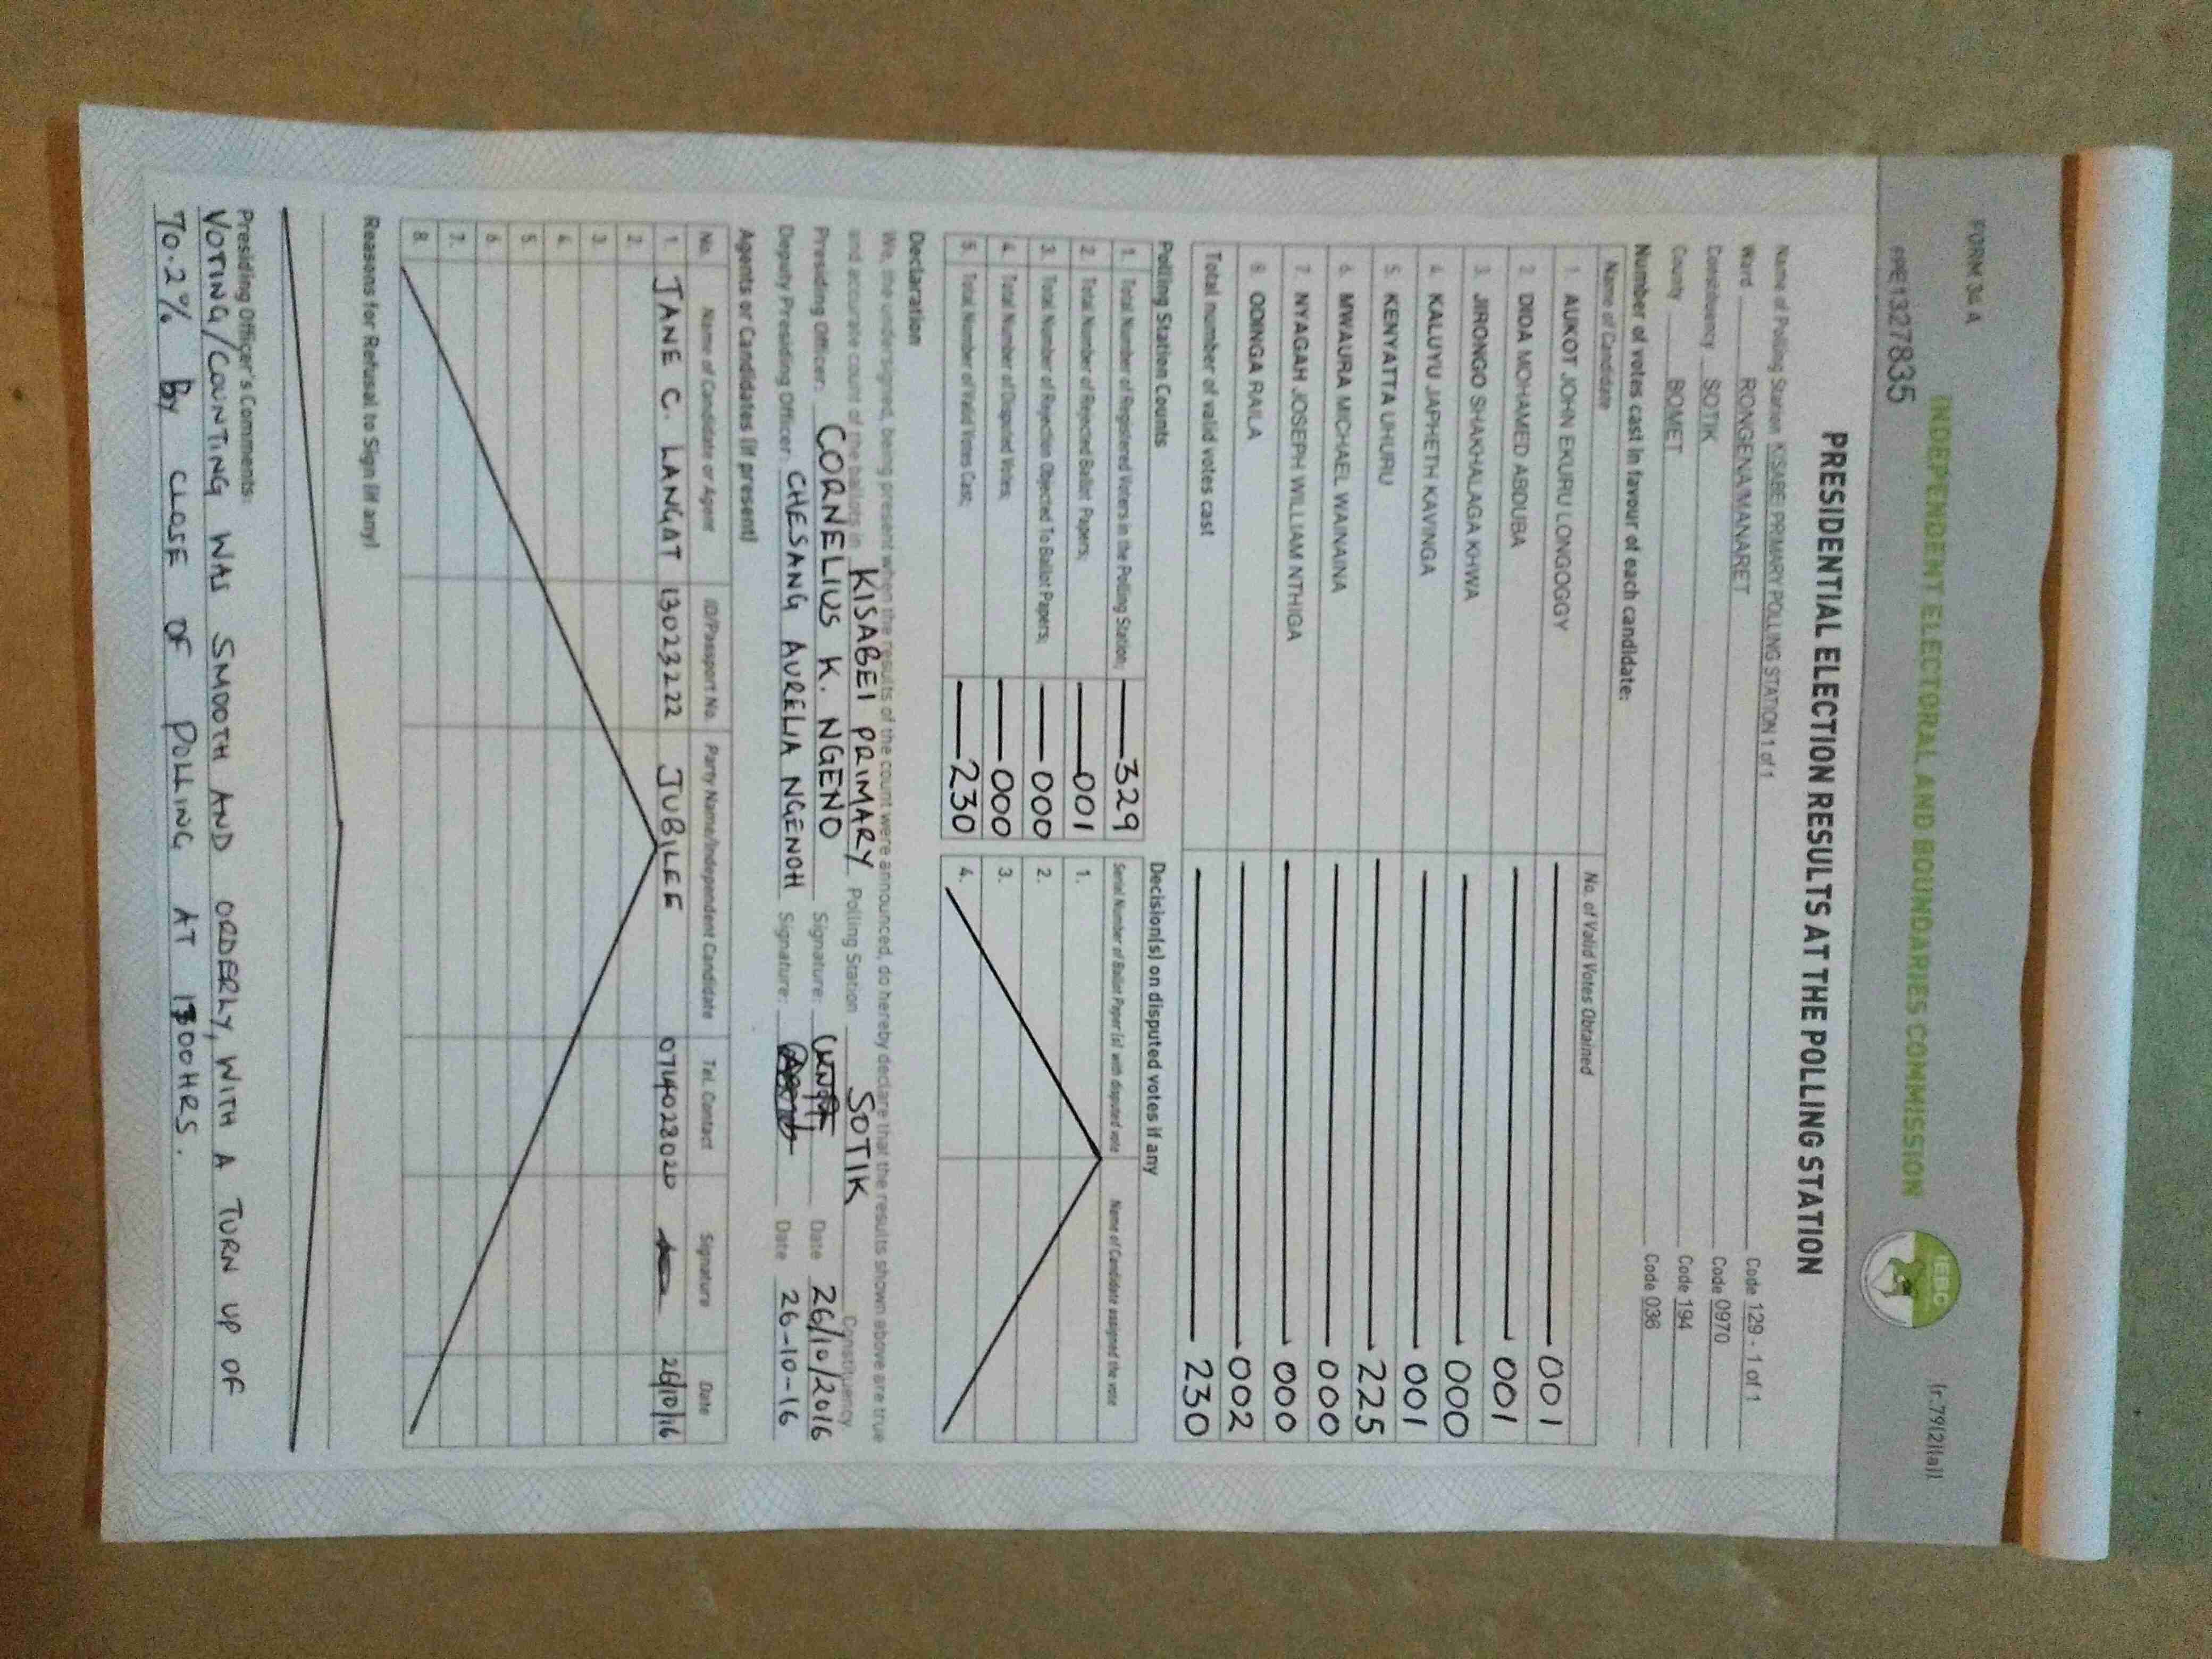 FORM 34 A
(r.79(2)(a))
INDEPENDENT ELECTORAL AND BOUNDARIES COMMISSION
IEBC
1327835
PRESIDENTIAL ELECTION RESULTS AT THE POLLING STATION
Name of Polling Station KISABE PRIMARY POLLING STATION 1 of 1 Code 129 - 1 of 1
Ward RONGENA/MANARET Code 0970
Constituency SOTIK Code 194
County BOMET Code 036
Number of votes cast in favour of each candidate:
Name of Candidate No. of Valid Votes Obtained
1. AUKOT JOHN EKURU LONGOGGY 001
2. DIDA MOHAMED ABDUBA 001
3. JIRONGO SHAKHALAGA KHWA 000
4. KALUYU JAPHETH KAVINGA 001
5. KENYATTA UHURU 225
6. MWAURA MICHAEL WAINAINA 000
7. NYAGAH JOSEPH WILLIAM NTHIGA 000
8. ODINGA RAILA 002
Total number of valid votes cast 230
Polling Station Counts
1. Total Number of Registered Voters in the Polling Station; 329
2. Total Number of Rejected Ballot Papers; 001
3. Total Number of Rejection Objected To Ballot Papers; 000
4. Total Number of Disputed Votes; 000
5. Total Number of Valid Votes Cast; 230
Decision(s) on disputed votes if any
Serial Number of Ballot Paper (s) with disputed vote Name of Candidate assigned the vote
1.
2.
3.
4.
Declaration
We, the undersigned, being present when the results of the count were announced, do hereby declare that the results shown above are true
and accurate count of the ballots in KISABEI PRIMARY Polling Station SOTIK Constituency
Presiding Officer: CORNELIUS K. NGENO Signature: Date 26/10/2016
Deputy Presiding Officer: CHESANG AURELIA NGENOH Signature: Date 26-10-16
Agents or Candidates (if present)
No. Name of Candidate or Agent ID/Passport No. Party Name/Independent Candidate Tel. Contact Signature Date
1. JANE C. LANGAT 13023222 JUBILEE 0714028020 26/10/16
2.
3.
4.
5.
6.
7.
8.
Reasons for Refusal to Sign (if any)
Presiding Officer's Comments:
VOTING/COUNTING WAS SMOOTH AND ORDERLY, WITH A TURN UP OF
70.2% BY CLOSE OF POLLING AT 1300HRS.